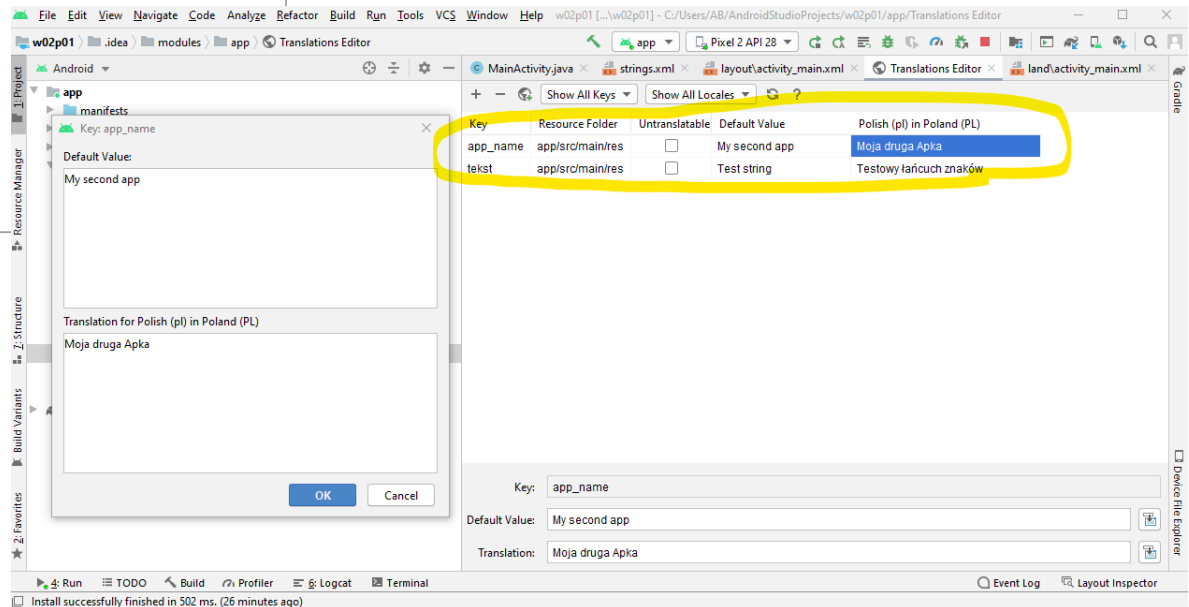 File Edit View Navigate Code Analyze Refactor Build Run Tools VCS Window Help w02p01 [...\w02p01] - C:/Users/AB/AndroidStudioProjects/w02p01/app/Translations Editor
w02p01 .idea modules app Translations Editor app Pixel 2 API 28
Android MainActivity.java strings.xml layout\activity_main.xml Translations Editor land\activity_main.xml
1: Project
Resource Manager
7: Structure
Build Variants
2: Favorites
app
manifests
Key: app_name
Default Value:
My second app
Translation for Polish (pl) in Poland (PL)
Moja druga Apka
OK Cancel
Show All Keys Show All Locales ?
Key Resource Folder Untranslatable Default Value Polish (pl) in Poland (PL)
app_name app/src/main/res My second app Moja druga Apka
tekst app/src/main/res Test string Testowy łańcuch znaków
Key: app_name
Default Value: My second app
Translation: Moja druga Apka
Gradle
Device File Explorer
4: Run TODO Build Profiler 6: Logcat Terminal Event Log Layout Inspector
Install successfully finished in 502 ms. (26 minutes ago)